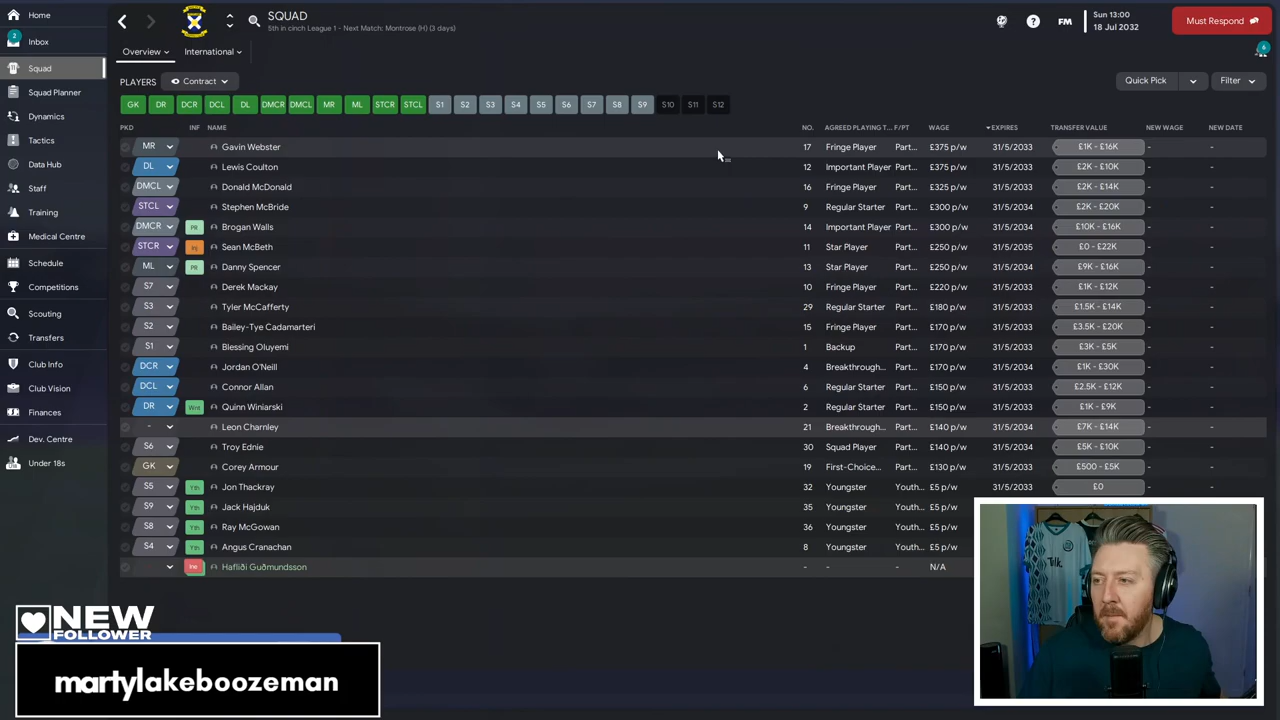 Home
2
Inbox
Squad
Squad Planner
Dynamics
Tactics
Data Hub
Staff
Training
Medical Centre
Schedule
Competitions
Scouting
Transfers
Club Info
Club Vision
Finances
Dev. Centre
Under 18s
SQUAD
5th in cinch League 1 - Next Match: Montrose (H) (3 days)
? FM
Sun 13:00
18 Jul 2032
Must Respond
Overview International
6
PLAYERS Contract Quick Pick Filter
GK DR DCR DCL DL DMCR DMCL MR ML STCR STCL S1 S2 S3 S4 S5 S6 S7 S8 S9 S10 S11 S12
PKD INF NAME NO. AGREED PLAYING T... F/PT WAGE EXPIRES TRANSFER VALUE NEW WAGE NEW DATE
MR Gavin Webster 17 Fringe Player Part... £375 p/w 31/5/2033 £1K - £16K - -
DL Lewis Coulton 12 Important Player Part... £375 p/w 31/5/2033 £2K - £10K - -
DMCL Donald McDonald 16 Fringe Player Part... £325 p/w 31/5/2033 £2K - £14K - -
STCL Stephen McBride 9 Regular Starter Part... £300 p/w 31/5/2033 £2K - £20K - -
DMCR PR Brogan Walls 14 Important Player Part... £300 p/w 31/5/2034 £10K - £16K - -
STCR Inj Sean McBeth 11 Star Player Part... £250 p/w 31/5/2035 £0 - £22K - -
ML PR Danny Spencer 13 Star Player Part... £250 p/w 31/5/2034 £9K - £16K - -
S7 Derek Mackay 10 Fringe Player Part... £220 p/w 31/5/2033 £1K - £12K - -
S3 Tyler McCafferty 29 Regular Starter Part... £180 p/w 31/5/2033 £1.5K - £14K - -
S2 Bailey-Tye Cadamarteri 15 Fringe Player Part... £170 p/w 31/5/2033 £3.5K - £20K - -
S1 Blessing Oluyemi 1 Backup Part... £170 p/w 31/5/2033 £3K - £5K - -
DCR Jordan O'Neill 4 Breakthrough... Part... £170 p/w 31/5/2034 £1K - £30K - -
DCL Connor Allan 6 Regular Starter Part... £150 p/w 31/5/2033 £2.5K - £12K - -
DR Wnt Quinn Winiarski 2 Regular Starter Part... £150 p/w 31/5/2033 £1K - £9K - -
- Leon Charnley 21 Breakthrough... Part... £140 p/w 31/5/2034 £7K - £14K - -
S6 Troy Ednie 30 Squad Player Part... £140 p/w 31/5/2034 £5K - £10K - -
GK Corey Armour 19 First-Choice... Part... £130 p/w 31/5/2033 £500 - £5K - -
S5 Yth Jon Thackray 32 Youngster Youth... £5 p/w 31/5/2033 £0 - -
S9 Yth Jack Hajduk 35 Youngster Youth... £5 p/w
S8 Yth Ray McGowan 36 Youngster Youth... £5 p/w
S4 Yth Angus Cranachan 8 Youngster Youth... £5 p/w
Ine Hafliði Guðmundsson - - - N/A
Tilk.
NEW
FOLLOWER
martylakeboozeman